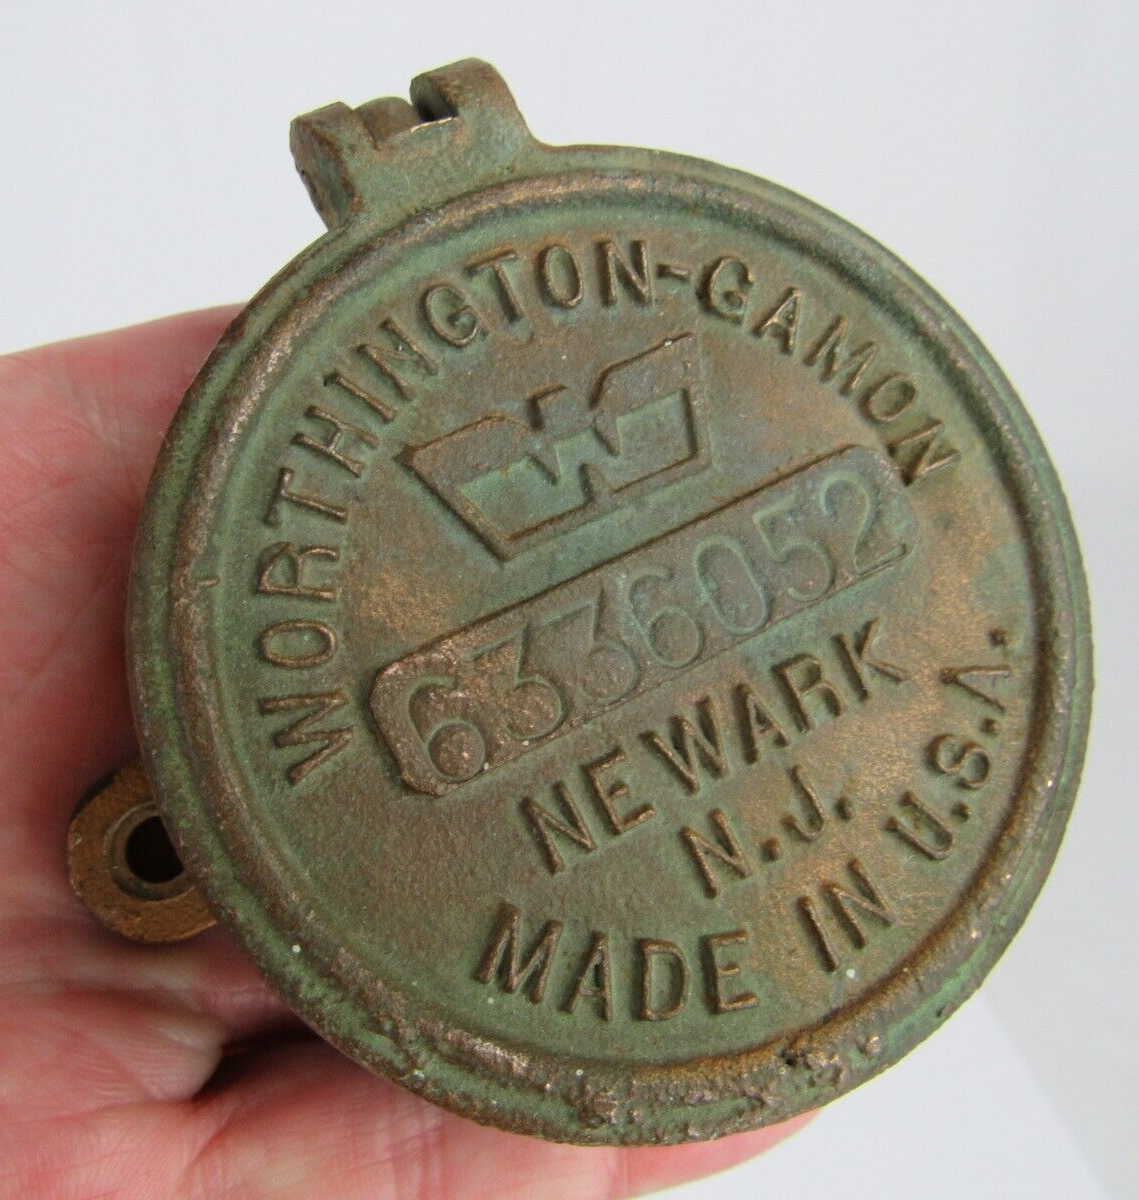 WORTHINGTON-GAMON
W
6336052
NEWARK
N.J.
MADE IN U.S.A.